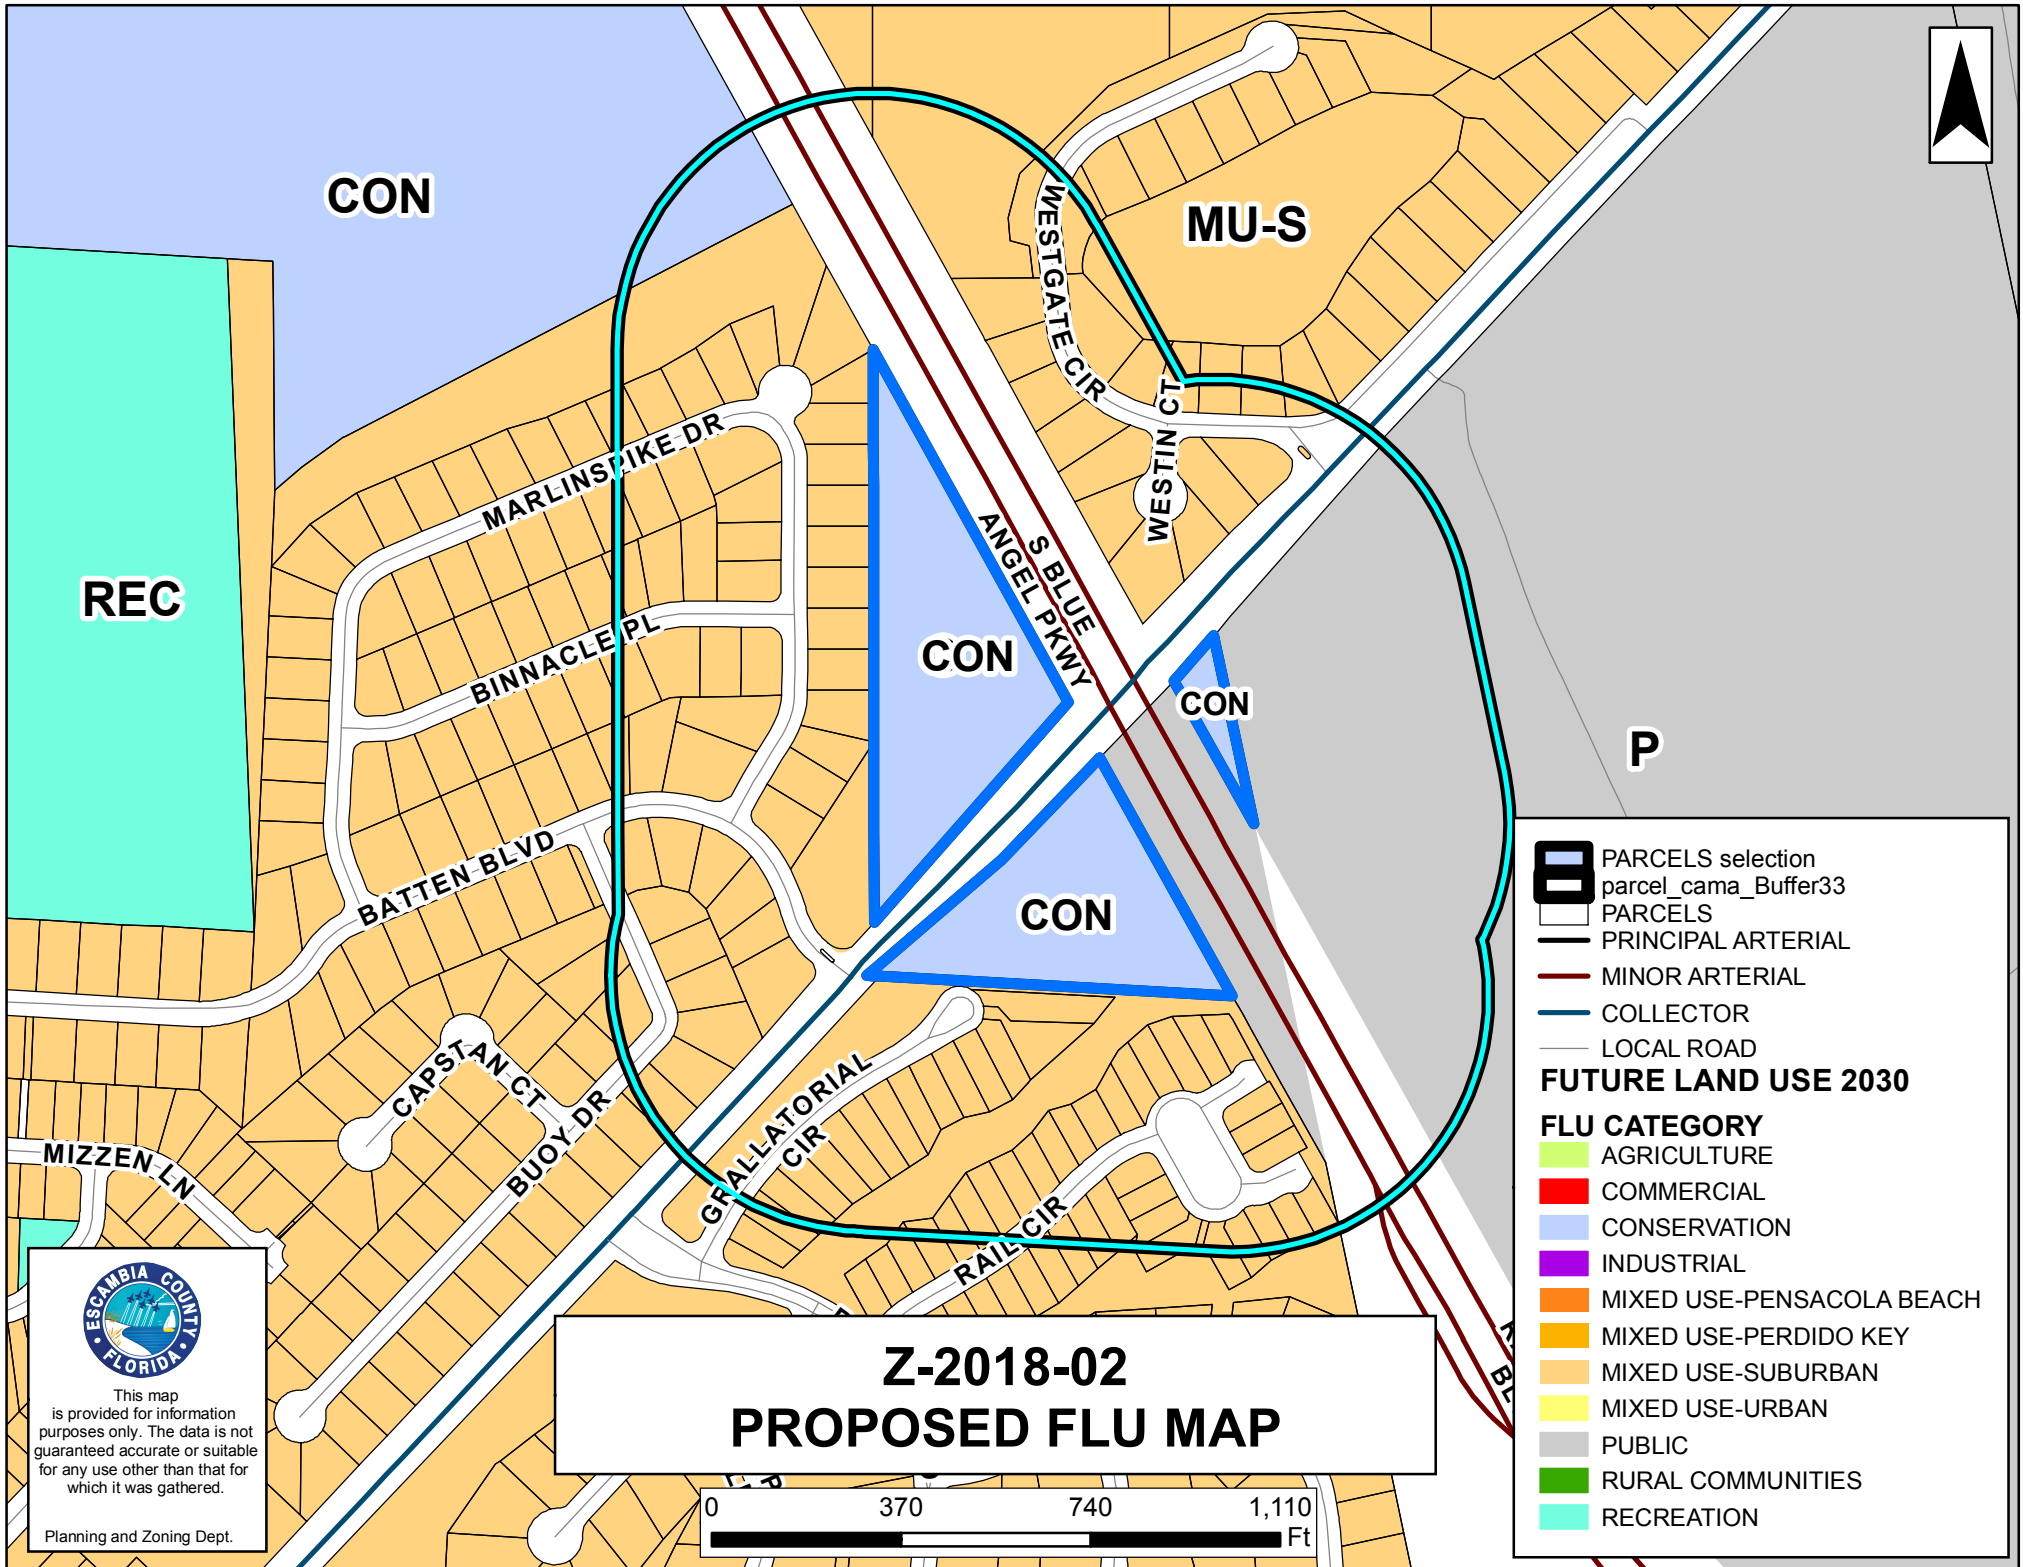 CON
MU-S
WESTGATE CIR
WESTIN CT
MARLINSPIKE DR
S BLUE
ANGEL PKWY
REC
BINNACLE PL
CON
CON
P
BATTEN BLVD
CON
CAPSTAN CT
BUOY DR
MIZZEN LN
GRALLATORIAL
CIR
RAIL CIR
PARCELS selection
parcel_cama_Buffer33
PARCELS
PRINCIPAL ARTERIAL
MINOR ARTERIAL
COLLECTOR
LOCAL ROAD
FUTURE LAND USE 2030
FLU CATEGORY
AGRICULTURE
COMMERCIAL
CONSERVATION
INDUSTRIAL
MIXED USE-PENSACOLA BEACH
MIXED USE-PERDIDO KEY
MIXED USE-SUBURBAN
MIXED USE-URBAN
PUBLIC
RURAL COMMUNITIES
RECREATION
ESCAMBIA COUNTY
FLORIDA
This map
is provided for information
purposes only. The data is not
guaranteed accurate or suitable
for any use other than that for
which it was gathered.
Planning and Zoning Dept.
Z-2018-02
PROPOSED FLU MAP
0 370 740 1,110
Ft